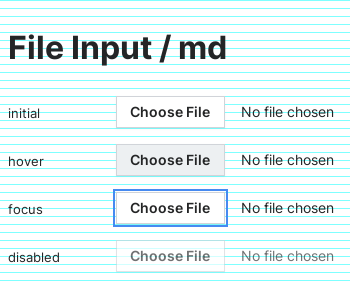 File Input / md
initial Choose File No file chosen
hover Choose File No file chosen
focus Choose File No file chosen
disabled Choose File No file chosen